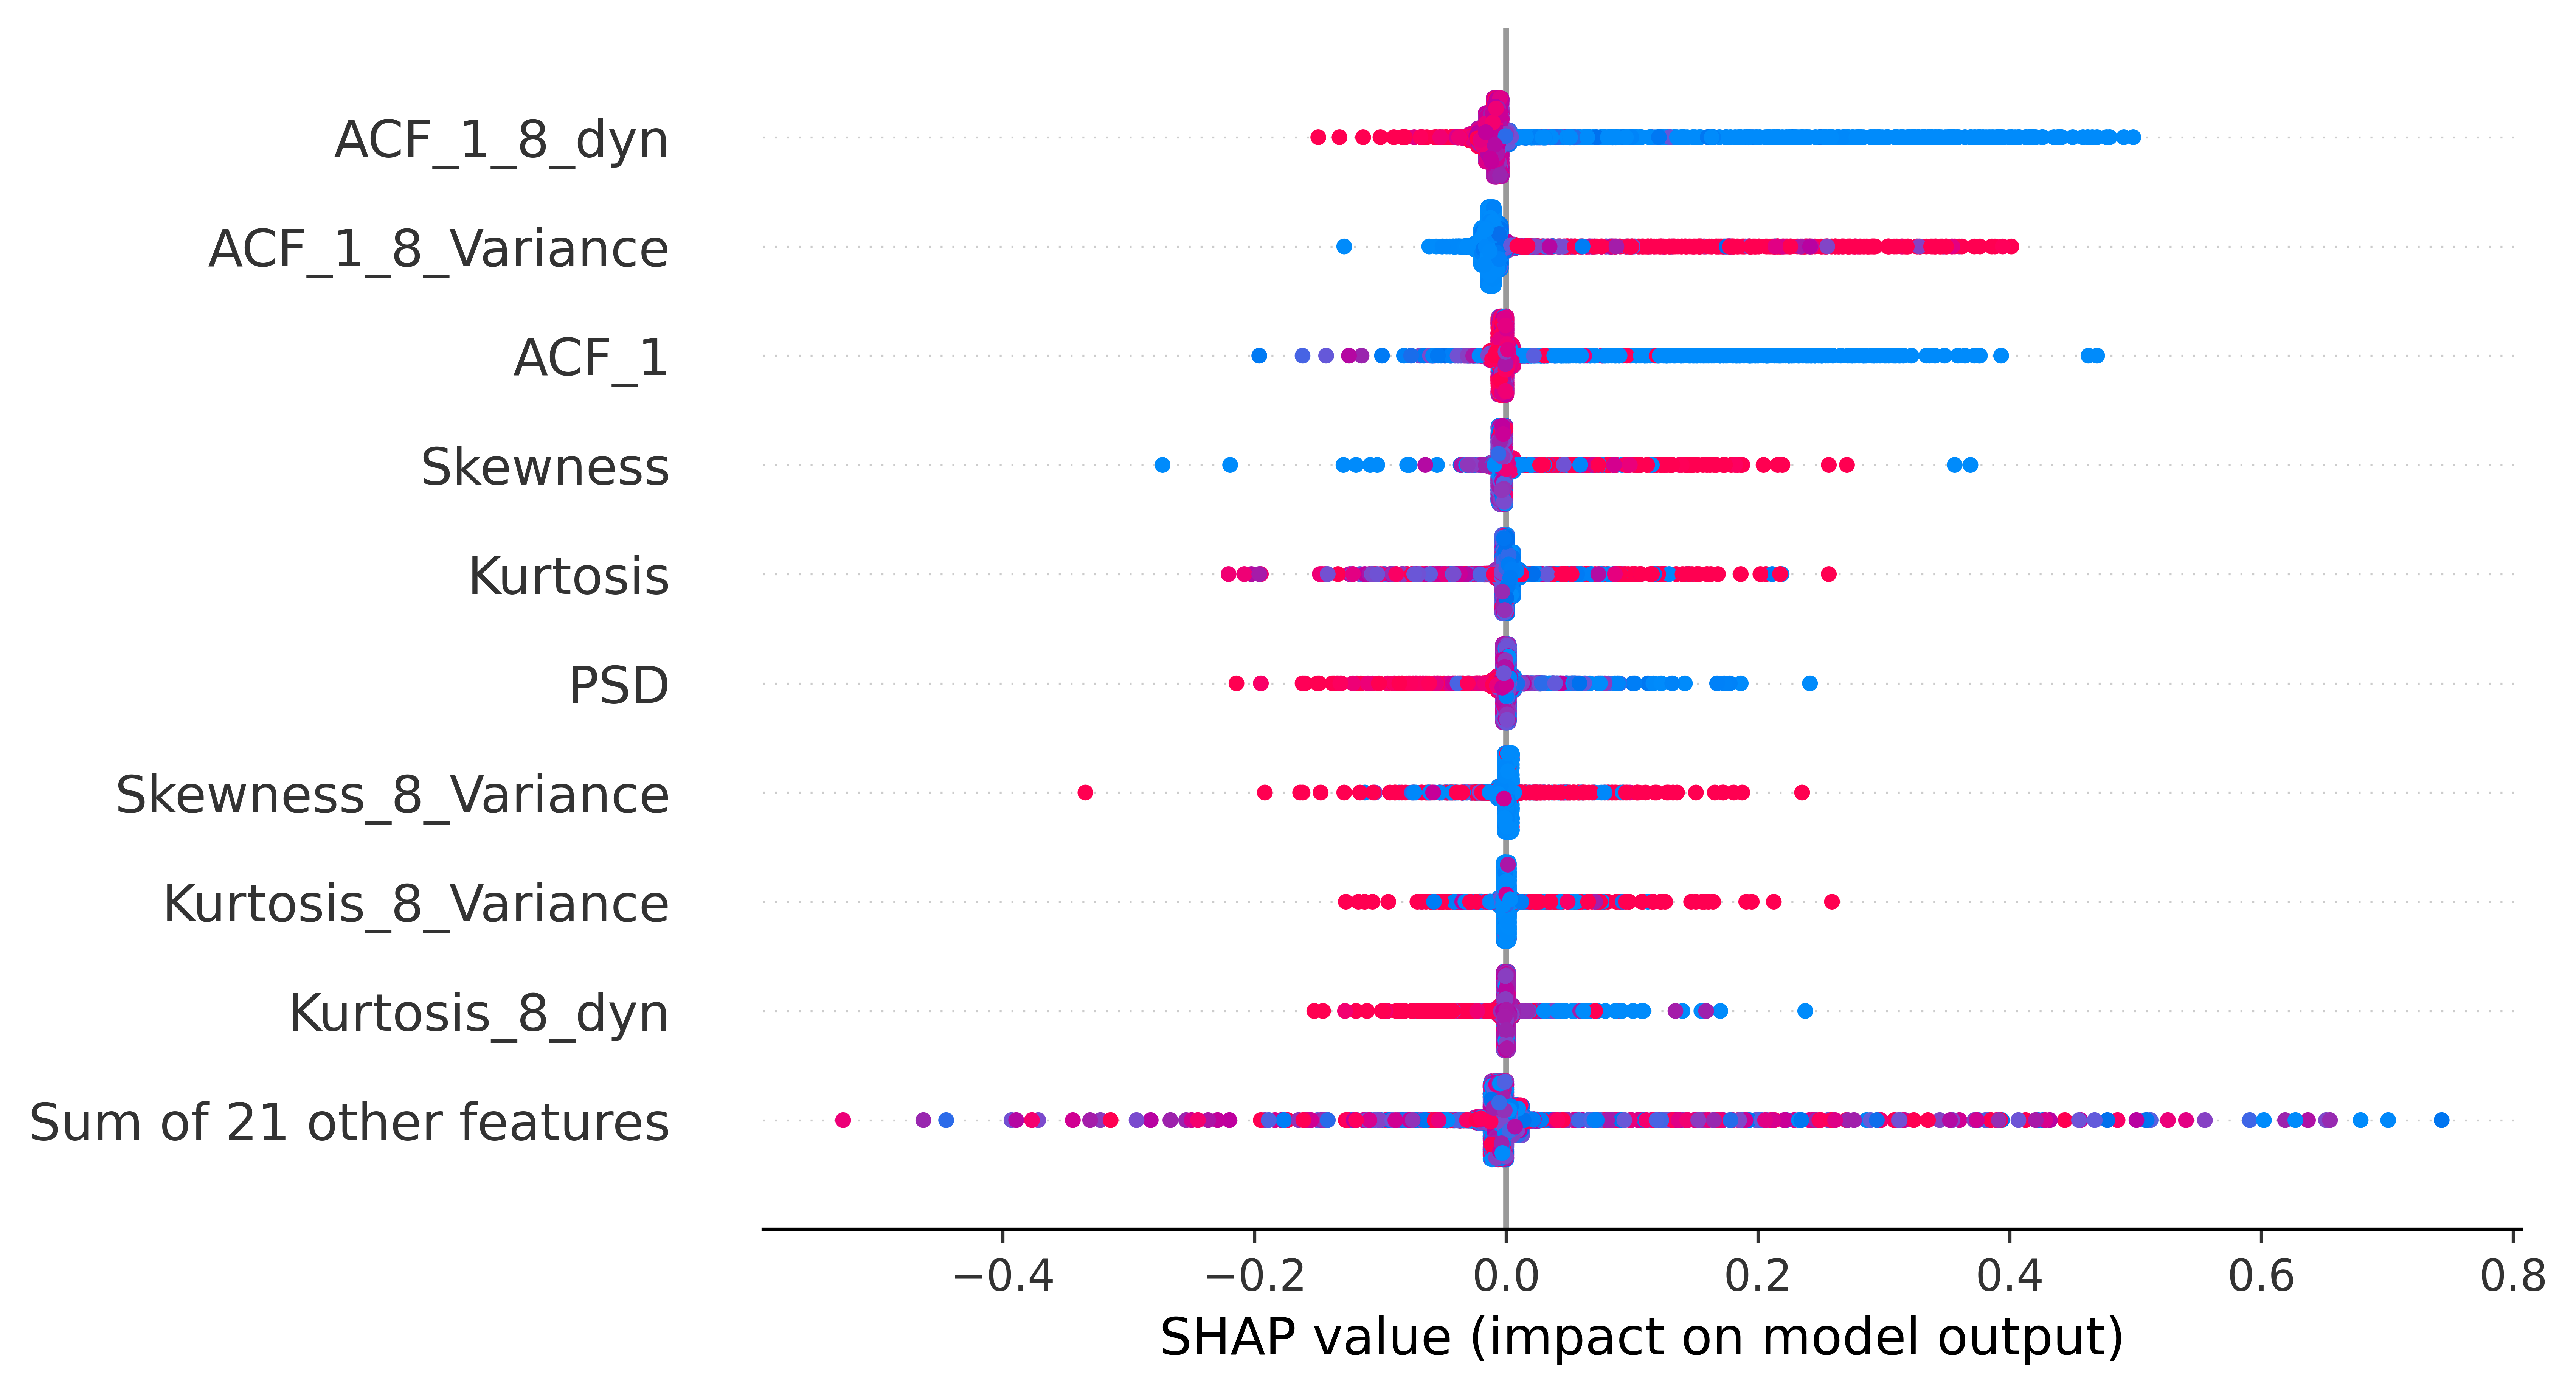 ACF_1_8_dyn
ACF_1_8_Variance
ACF_1
Skewness
Kurtosis
PSD
Skewness_8_Variance
Kurtosis_8_Variance
Kurtosis_8_dyn
Sum of 21 other features
−0.4 −0.2 0.0 0.2 0.4 0.6 0.8
SHAP value (impact on model output)